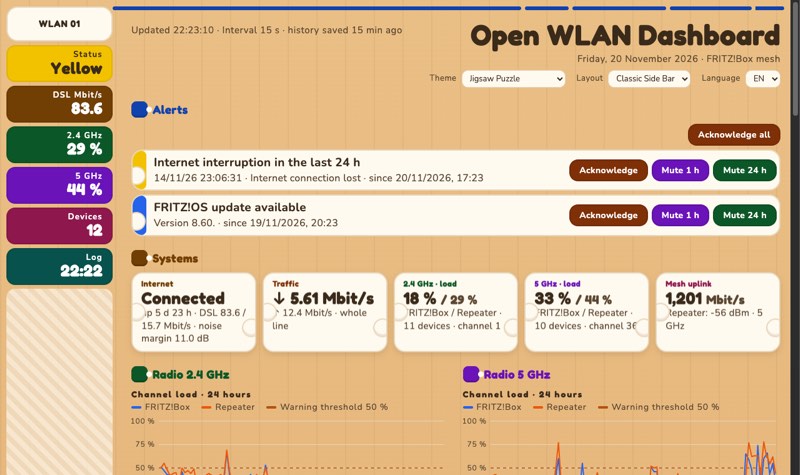 WLAN 01
Status
Yellow
DSL Mbit/s
83.6
2.4 GHz
29 %
5 GHz
44 %
Devices
12
Log
22:22
Updated 22:23:10 · Interval 15 s · history saved 15 min ago
Open WLAN Dashboard
Friday, 20 November 2026 · FRITZ!Box mesh
Theme Jigsaw Puzzle Layout Classic Side Bar Language EN
Alerts
Acknowledge all
Internet interruption in the last 24 h
14/11/26 23:06:31 · Internet connection lost · since 20/11/2026, 17:23
Acknowledge Mute 1 h Mute 24 h
FRITZ!OS update available
Version 8.60. · since 19/11/2026, 20:23
Acknowledge Mute 1 h Mute 24 h
Systems
Internet
Connected
up 5 d 23 h · DSL 83.6 /
15.7 Mbit/s · noise
margin 11.0 dB
Traffic
↓ 5.61 Mbit/s
12.4 Mbit/s · whole
line
2.4 GHz · load
18 % / 29 %
FRITZ!Box / Repeater ·
11 devices · channel 1
5 GHz · load
33 % / 44 %
FRITZ!Box / Repeater ·
10 devices · channel 36
Mesh uplink
1,201 Mbit/s
Repeater: -56 dBm · 5
GHz
Radio 2.4 GHz
Channel load · 24 hours
FRITZ!Box Repeater Warning threshold 50 %
100 %
75 %
50 %
Radio 5 GHz
Channel load · 24 hours
FRITZ!Box Repeater Warning threshold 50 %
100 %
75 %
50 %